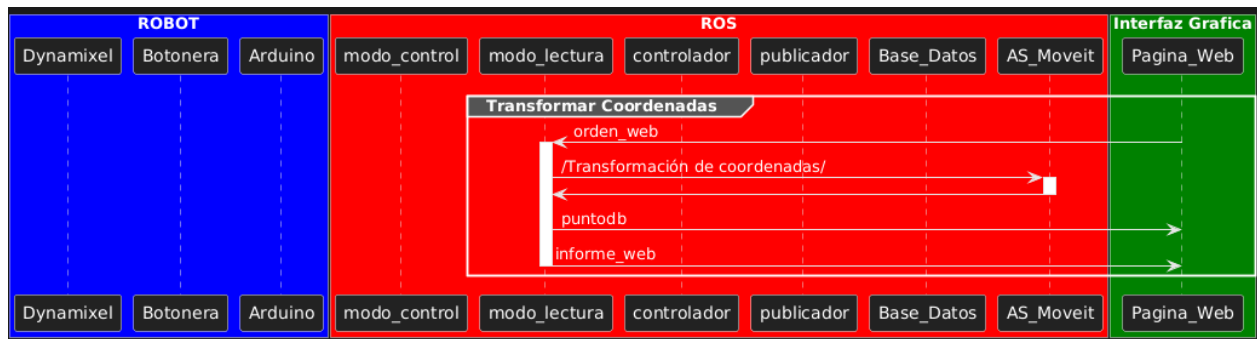 ROBOT
ROS
Interfaz Grafica
Dynamixel
Botonera
Arduino
modo_control
modo_lectura
controlador
publicador
Base_Datos
AS_Moveit
Pagina_Web
Transformar Coordenadas
orden_web
/Transformación de coordenadas/
puntodb
informe_web
Dynamixel
Botonera
Arduino
modo_control
modo_lectura
controlador
publicador
Base_Datos
AS_Moveit
Pagina_Web